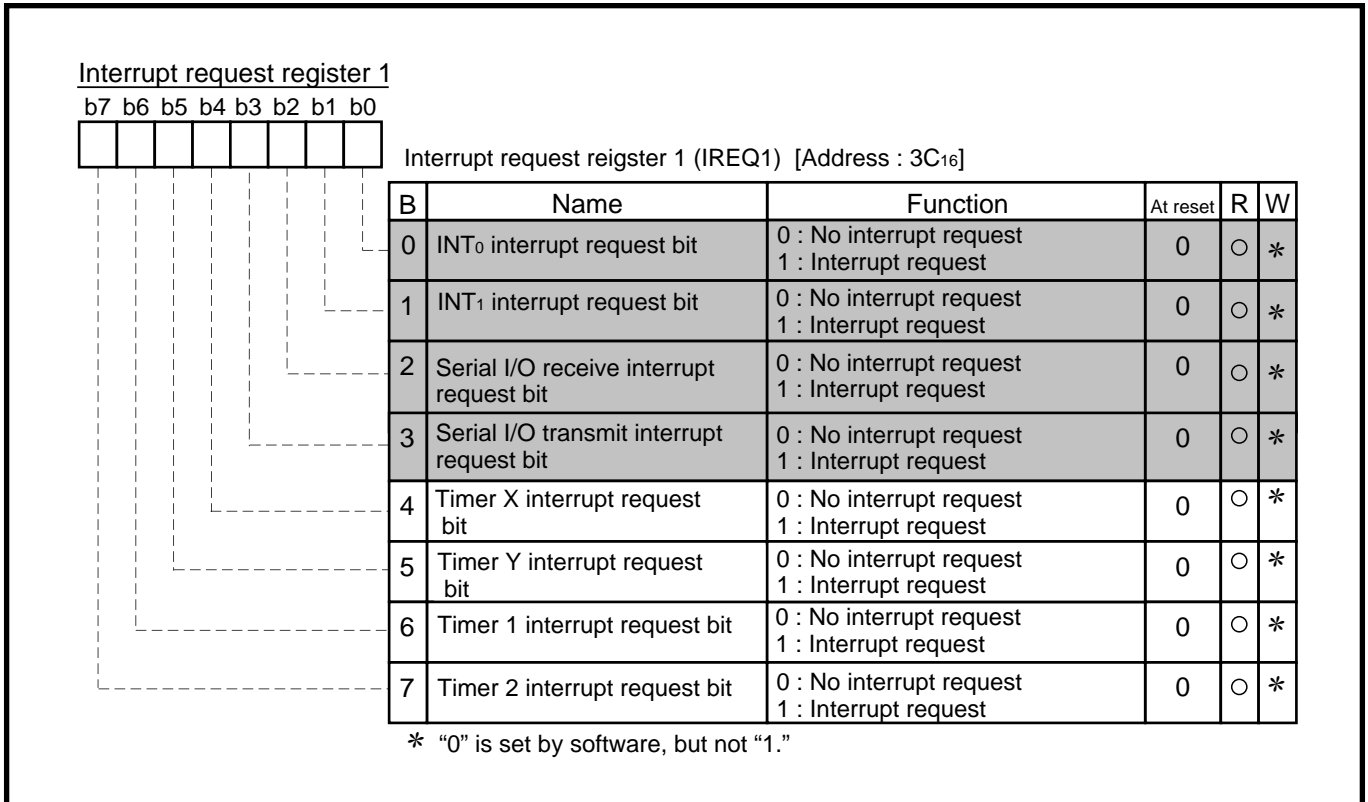 Interrupt request register 1
b7 b6 b5 b4 b3 b2 b1 b0
Interrupt request reigster 1 (IREQ1) [Address : 3C16]
B Name Function At reset R W
0 INT0 interrupt request bit 0 : No interrupt request
1 : Interrupt request 0 ○ *
1 INT1 interrupt request bit 0 : No interrupt request
1 : Interrupt request 0 ○ *
2 Serial I/O receive interrupt
request bit 0 : No interrupt request
1 : Interrupt request 0 ○ *
3 Serial I/O transmit interrupt
request bit 0 : No interrupt request
1 : Interrupt request 0 ○ *
4 Timer X interrupt request
bit 0 : No interrupt request
1 : Interrupt request 0 ○ *
5 Timer Y interrupt request
bit 0 : No interrupt request
1 : Interrupt request 0 ○ *
6 Timer 1 interrupt request bit 0 : No interrupt request
1 : Interrupt request 0 ○ *
7 Timer 2 interrupt request bit 0 : No interrupt request
1 : Interrupt request 0 ○ *
* “0” is set by software, but not “1.”